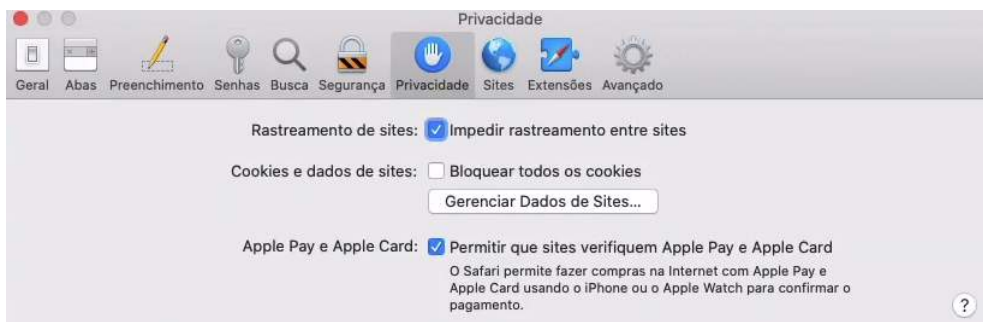 Privacidade
Geral Abas Preenchimento Senhas Busca Segurança Privacidade Sites Extensões Avançado
Rastreamento de sites: Impedir rastreamento entre sites
Cookies e dados de sites: Bloquear todos os cookies
Gerenciar Dados de Sites...
Apple Pay e Apple Card: Permitir que sites verifiquem Apple Pay e Apple Card
O Safari permite fazer compras na Internet com Apple Pay e
Apple Card usando o iPhone ou o Apple Watch para confirmar o
pagamento.
?